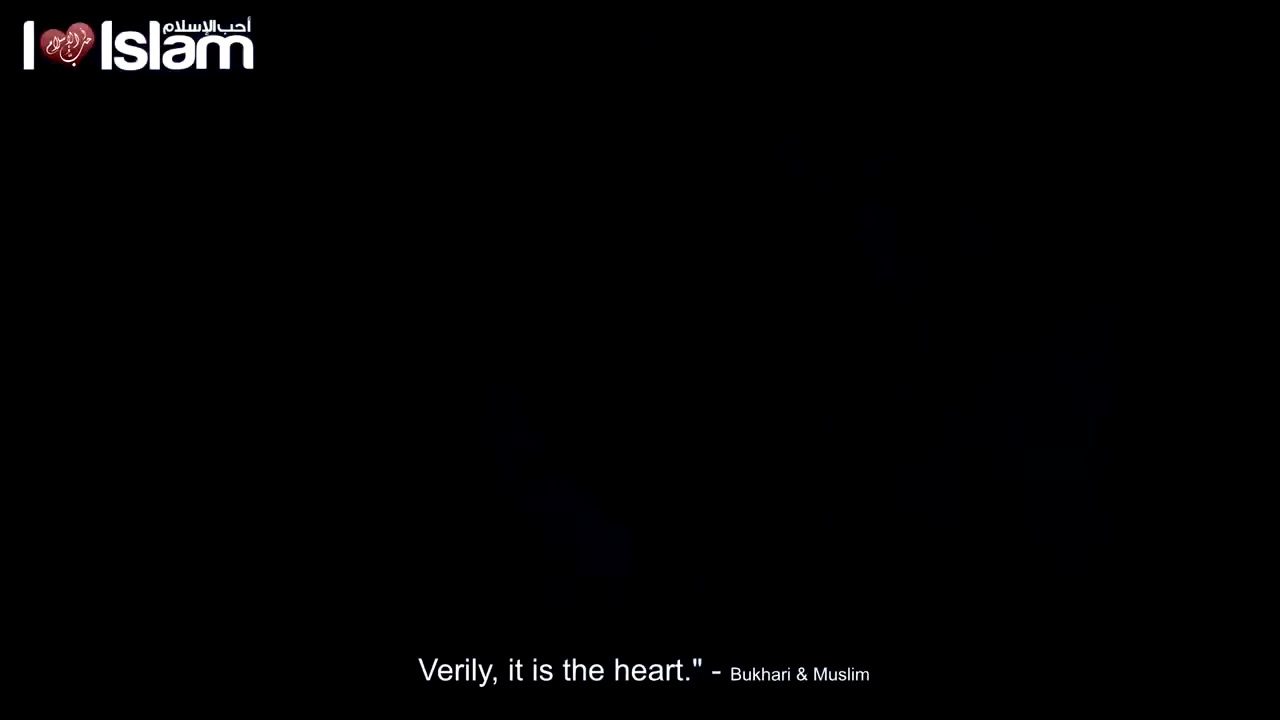 أحب الإسلام
I Islam
Verily, it is the heart." - Bukhari & Muslim